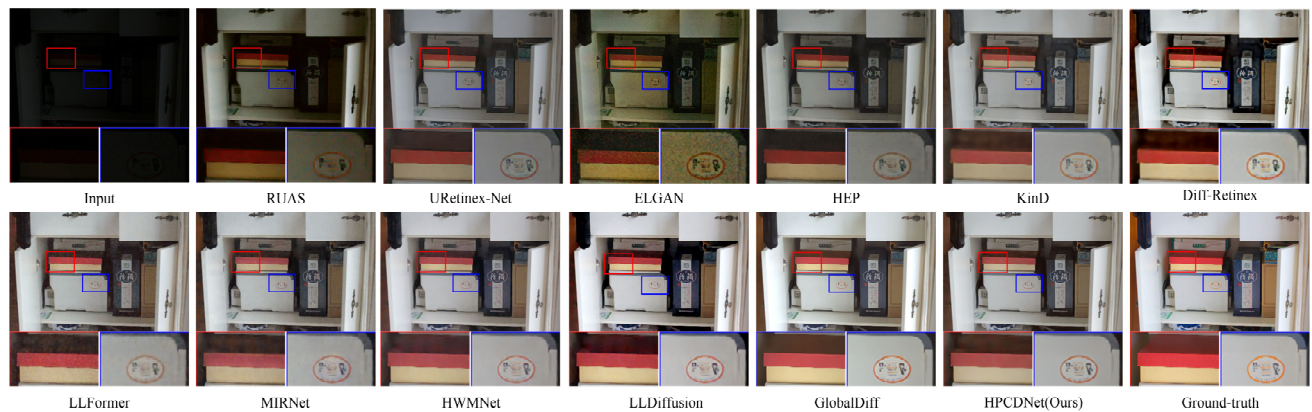 Input RUAS URetinex-Net ELGAN HEP KinD Diff-Retinex
LLFormer MIRNet HWMNet LLDiffusion GlobalDiff HPCDNet(Ours) Ground-truth